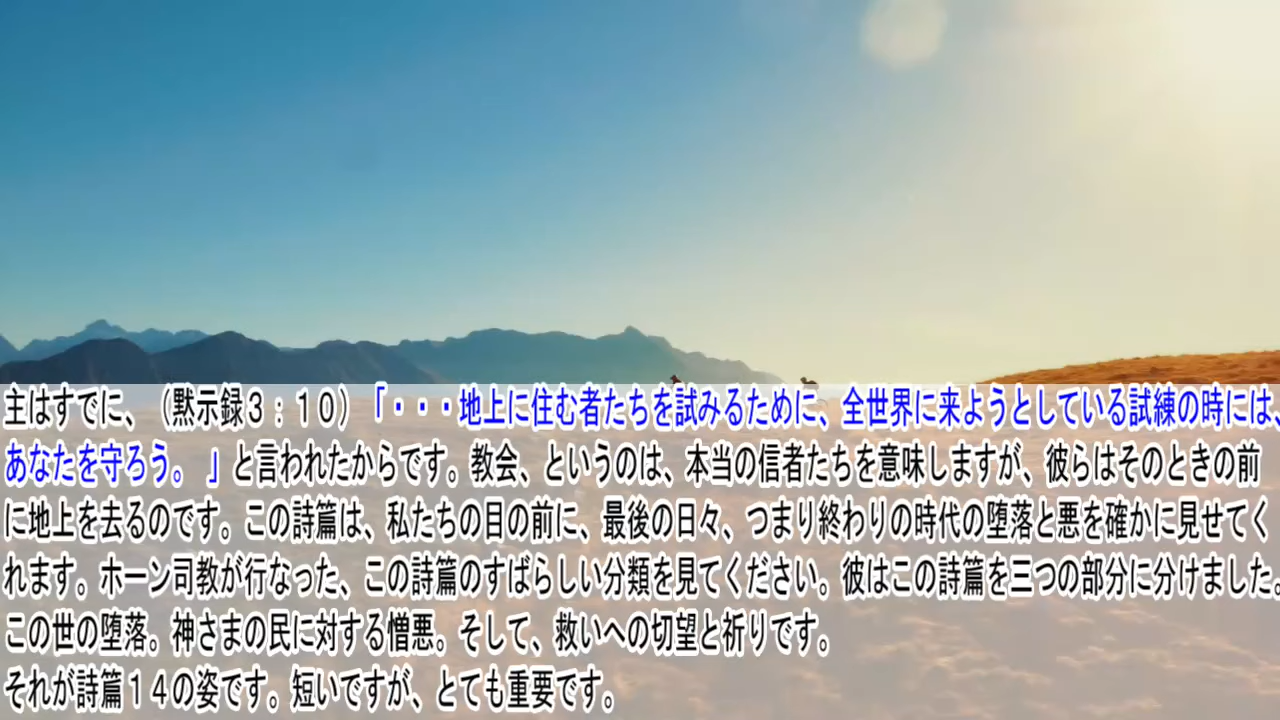 主はすでに、（黙示録３：１０）「・・・地上に住む者たちを試みるために、全世界に来ようとしている試練の時には、
あなたを守ろう。」と言われたからです。教会、というのは、本当の信者たちを意味しますが、彼らはそのときの前
に地上を去るのです。この詩篇は、私たちの目の前に、最後の日々、つまり終わりの時代の堕落と悪を確かに見せてく
れます。ホーン司教が行なった、この詩篇のすばらしい分類を見てください。彼はこの詩篇を三つの部分に分けました。
この世の堕落。神さまの民に対する憎悪。そして、救いへの切望と祈りです。
それが詩篇１４の姿です。短いですが、とても重要です。